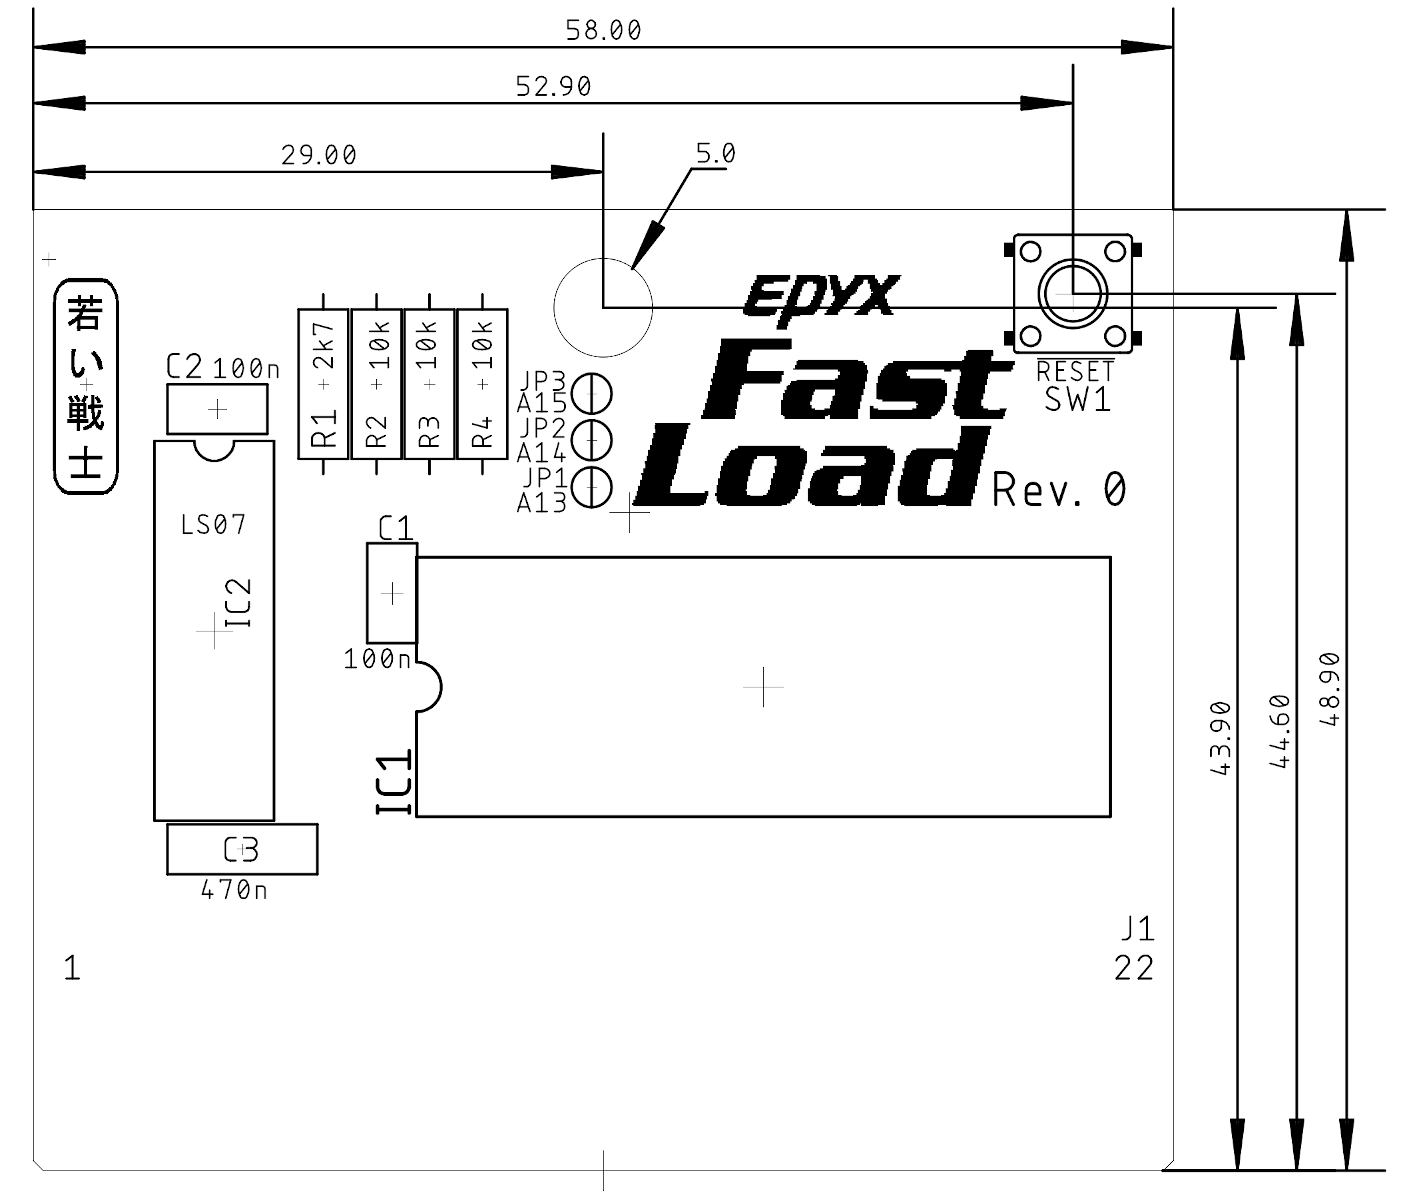 58.00
52.90
29.00
5.0
若い戦士
EPYX
Fast
Load
Rev. 0
RESET
SW1
C2 100n
R1 2k7
R2 10k
R3 10k
R4 10k
JP3
A15
JP2
A14
JP1
A13
LS07
IC2
C1
100n
IC1
C3
470n
43.90
44.60
48.90
J1
1
22